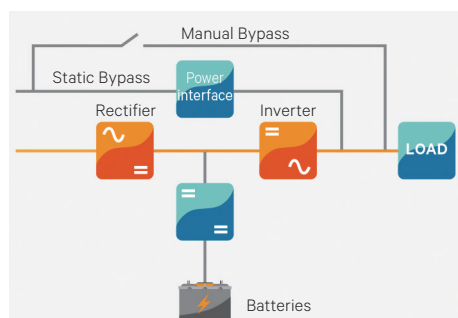 Manual Bypass
Static Bypass
Power
Interface
Rectifier
Inverter
LOAD
Batteries